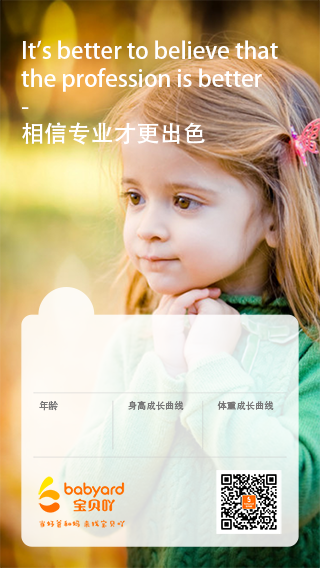 It's better to believe that
the profession is better
-
相信专业才更出色
年龄 身高成长曲线 体重成长曲线
babyard
宝贝吖
当好爸和妈 来找宝贝吖